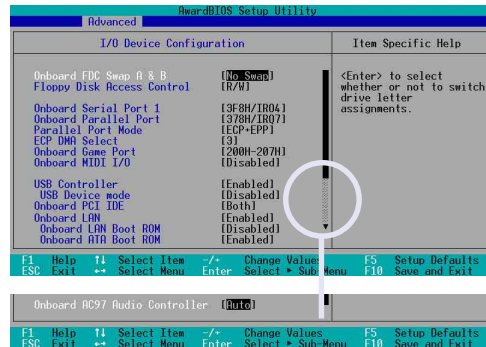 AwardBIOS Setup Utility
Advanced
I/O Device Configuration
Item Specific Help
Onboard FDC Swap A & B [No Swap]
Floppy Disk Access Control [R/W]
Onboard Serial Port 1 [3F8H/IRQ4]
Onboard Parallel Port [378H/IRQ7]
Parallel Port Mode [ECP+EPP]
ECP DMA Select [3]
Onboard Game Port [200H-207H]
Onboard MIDI I/O [Disabled]
USB Controller [Enabled]
USB Device mode [Disabled]
Onboard PCI IDE [Both]
Onboard LAN [Enabled]
Onboard LAN Boot ROM [Disabled]
Onboard ATA Boot ROM [Enabled]
<Enter> to select
whether or not to switch
drive letter
assignments.
F1 Help ↑↓ Select Item -/+ Change Values F5 Setup Defaults
ESC Exit ←→ Select Menu Enter Select ► Sub-Menu F10 Save and Exit
Onboard AC97 Audio Controller [Auto]
F1 Help ↑↓ Select Item -/+ Change Values F5 Setup Defaults
ESC Exit ←→ Select Menu Enter Select ► Sub-Menu F10 Save and Exit